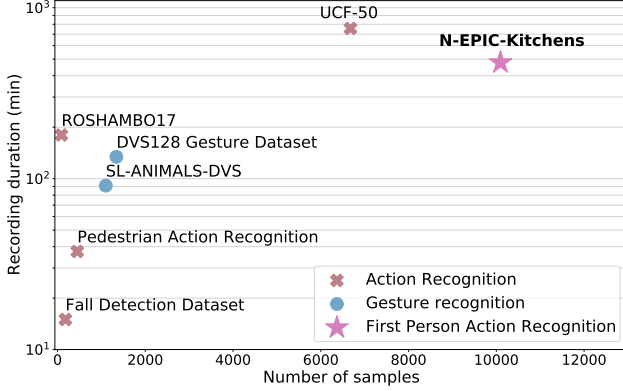 10³
UCF-50
N-EPIC-Kitchens
ROSHAMBO17
DVS128 Gesture Dataset
SL-ANIMALS-DVS
10²
Pedestrian Action Recognition
Fall Detection Dataset
Action Recognition
Gesture recognition
First Person Action Recognition
10¹
0 2000 4000 6000 8000 10000 12000
Number of samples
Recording duration (min)